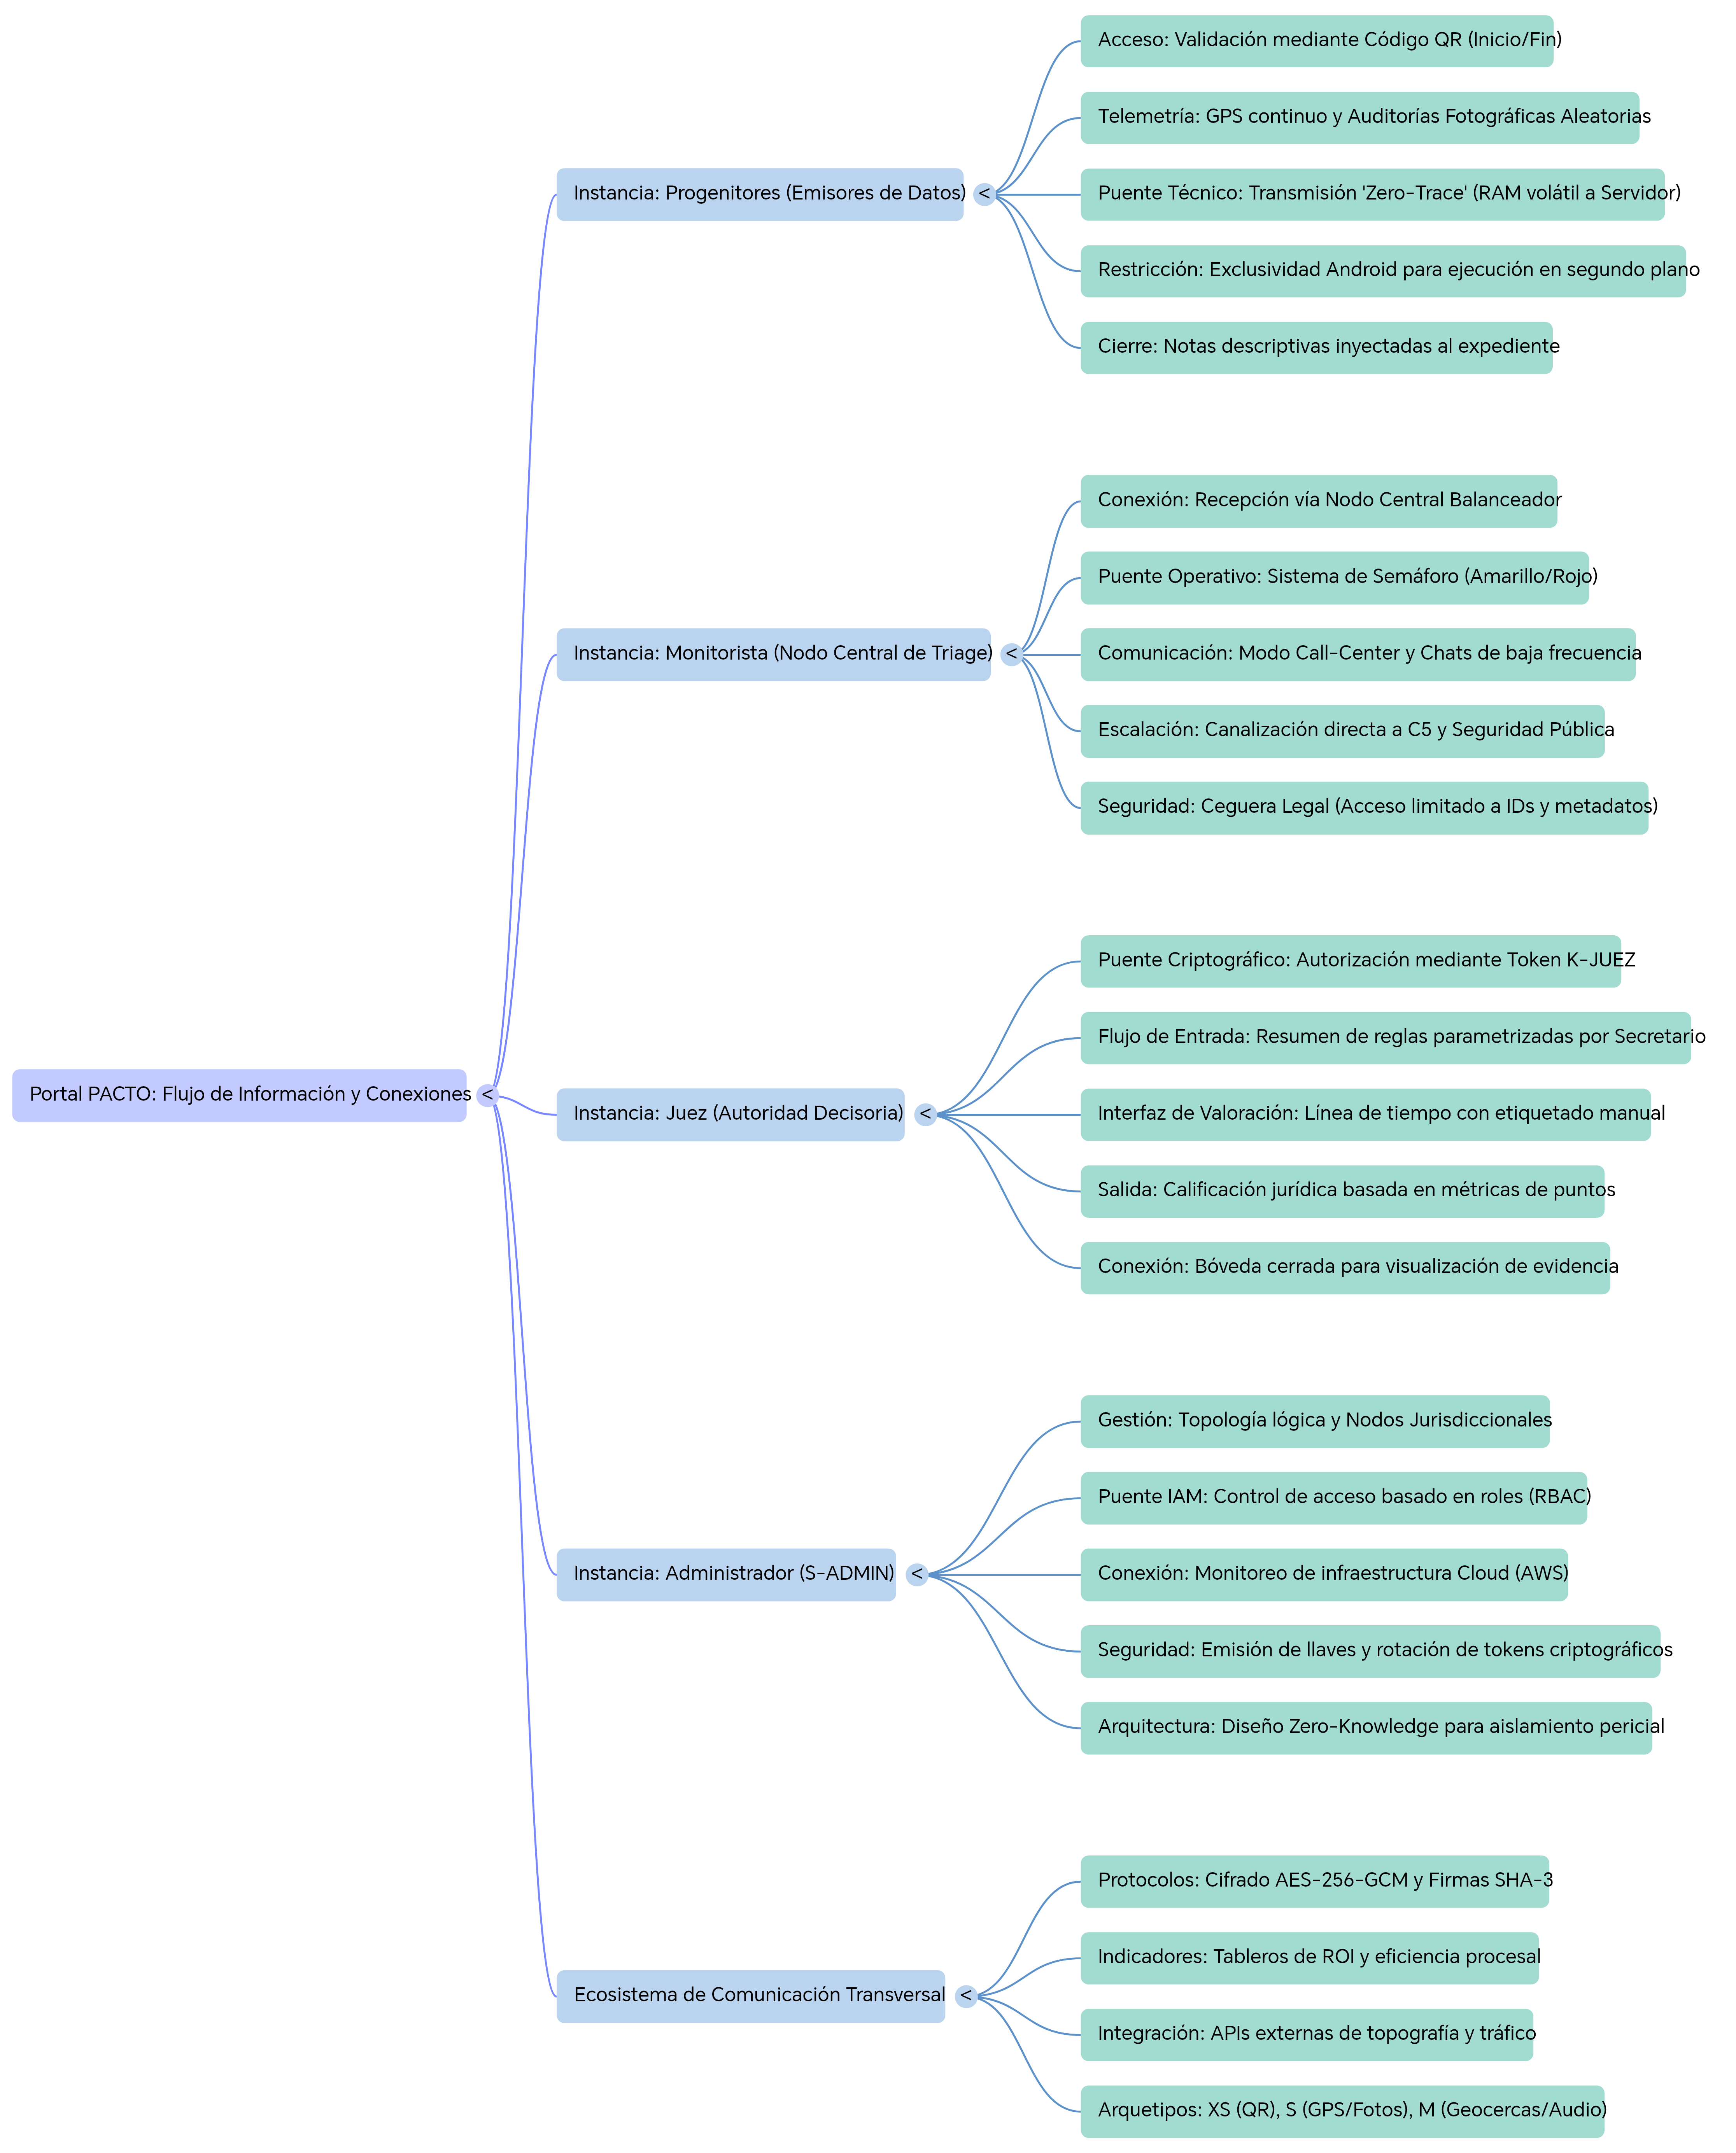 Portal PACTO: Flujo de Información y Conexiones <
Instancia: Progenitores (Emisores de Datos) <
Acceso: Validación mediante Código QR (Inicio/Fin)
Telemetría: GPS continuo y Auditorías Fotográficas Aleatorias
Puente Técnico: Transmisión 'Zero-Trace' (RAM volátil a Servidor)
Restricción: Exclusividad Android para ejecución en segundo plano
Cierre: Notas descriptivas inyectadas al expediente
Instancia: Monitorista (Nodo Central de Triage) <
Conexión: Recepción vía Nodo Central Balanceador
Puente Operativo: Sistema de Semáforo (Amarillo/Rojo)
Comunicación: Modo Call-Center y Chats de baja frecuencia
Escalación: Canalización directa a C5 y Seguridad Pública
Seguridad: Ceguera Legal (Acceso limitado a IDs y metadatos)
Instancia: Juez (Autoridad Decisoria) <
Puente Criptográfico: Autorización mediante Token K-JUEZ
Flujo de Entrada: Resumen de reglas parametrizadas por Secretario
Interfaz de Valoración: Línea de tiempo con etiquetado manual
Salida: Calificación jurídica basada en métricas de puntos
Conexión: Bóveda cerrada para visualización de evidencia
Instancia: Administrador (S-ADMIN) <
Gestión: Topología lógica y Nodos Jurisdiccionales
Puente IAM: Control de acceso basado en roles (RBAC)
Conexión: Monitoreo de infraestructura Cloud (AWS)
Seguridad: Emisión de llaves y rotación de tokens criptográficos
Arquitectura: Diseño Zero-Knowledge para aislamiento pericial
Ecosistema de Comunicación Transversal <
Protocolos: Cifrado AES-256-GCM y Firmas SHA-3
Indicadores: Tableros de ROI y eficiencia procesal
Integración: APIs externas de topografía y tráfico
Arquetipos: XS (QR), S (GPS/Fotos), M (Geocercas/Audio)